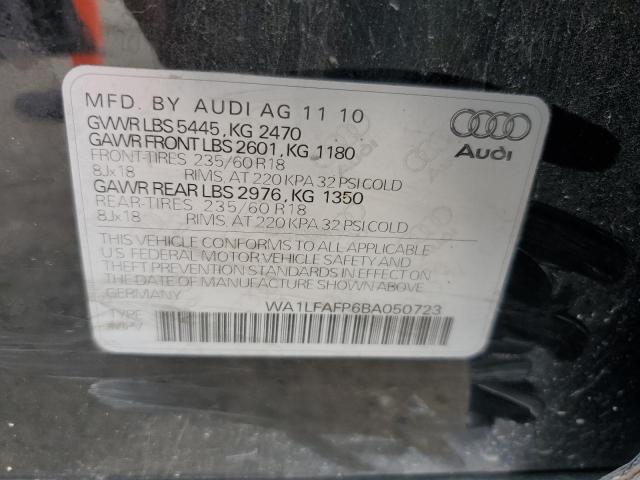 MFD. BY AUDI AG 11 10
GVWR LBS 5445, KG 2470
GAWR FRONT LBS 2601, KG 1180
FRONT-TIRES 235/60 R18
8Jx18 RIMS, AT 220 KPA 32 PSI COLD
GAWR REAR LBS 2976, KG 1350
REAR-TIRES 235/60 R18
8Jx18 RIMS, AT 220 KPA 32 PSI COLD
THIS VEHICLE CONFORMS TO ALL APPLICABLE
U.S. FEDERAL MOTOR VEHICLE SAFETY AND
THEFT PREVENTION STANDARDS IN EFFECT ON
THE DATE OF MANUFACTURE SHOWN ABOVE.
GERMANY
WA1LFAFP6BA050723
TYPE
Audi